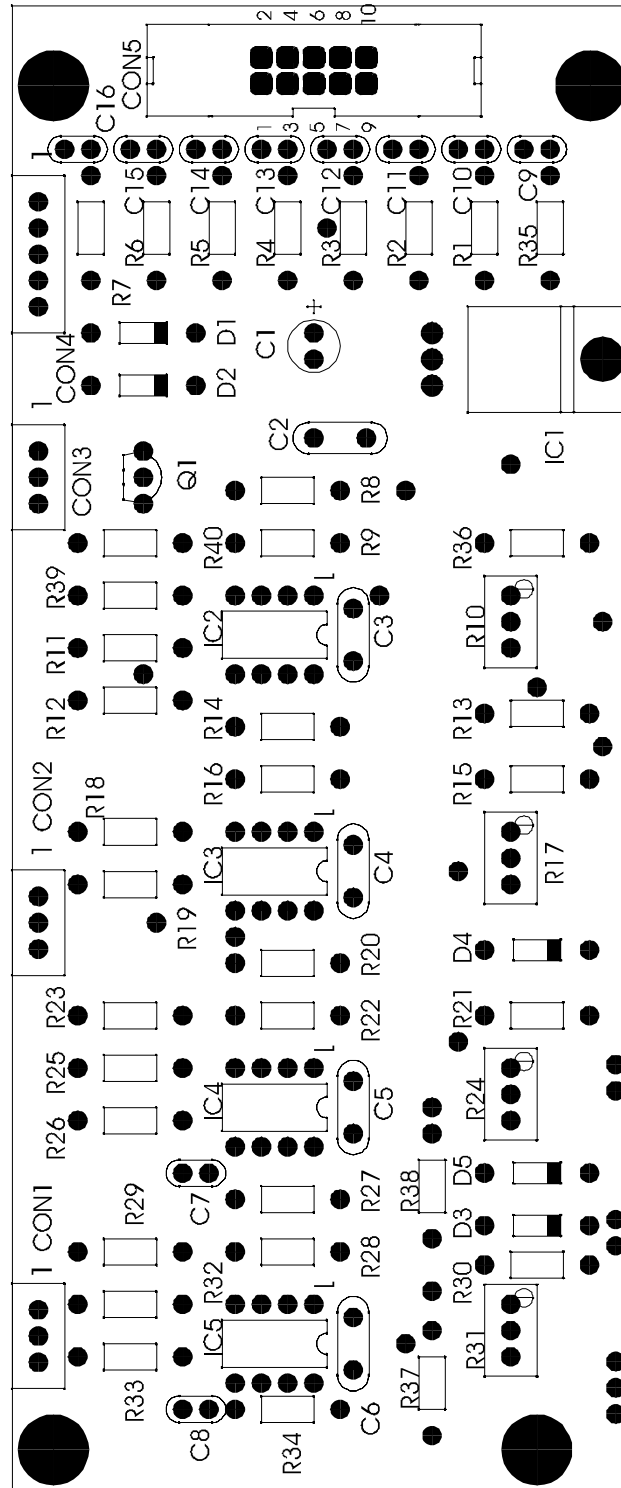 2 4 6 8 10
CON5
C16
1 3 5 7 9
1
C15 C14 C13 C12 C11 C10 C9
R6 R5 R4 R3 R2 R1 R35
R7
D1
C1
CON4
D2
1
C2
IC1
CON3
Q1
R8
R40 R9 R36
R39
IC2 L C3 R10
R11
R12 R14 R13
R16 R15
1 CON2
R18
L
IC3 C4 R17
R19
R20 D4
R23 R22 R21
R25 L
IC4 C5 R24
R26
C7 R27 R38 D5
R29
1 CON1
R28 D3
R32 R30
L
IC5 R31
R33 R37
C8 C6
R34